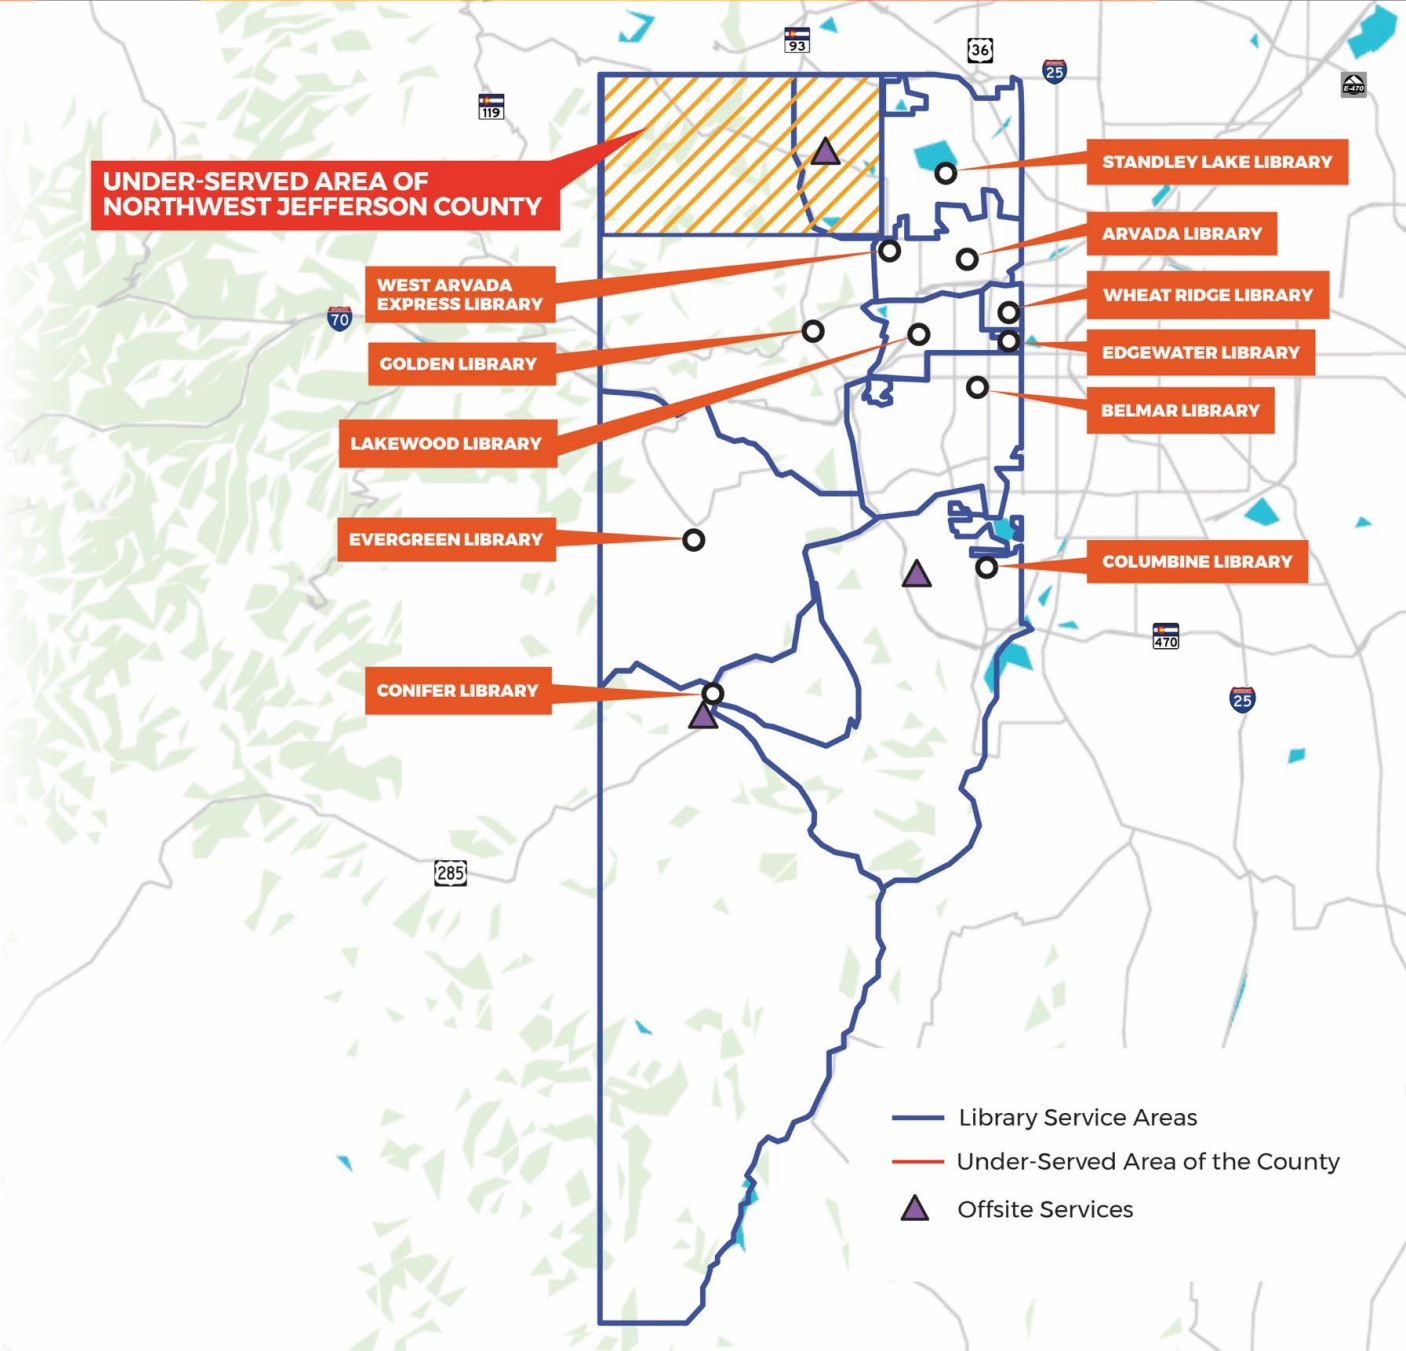 93
36
25
E-470
119
UNDER-SERVED AREA OF
NORTHWEST JEFFERSON COUNTY
STANDLEY LAKE LIBRARY
ARVADA LIBRARY
WEST ARVADA
EXPRESS LIBRARY
WHEAT RIDGE LIBRARY
70
GOLDEN LIBRARY
EDGEWATER LIBRARY
BELMAR LIBRARY
LAKEWOOD LIBRARY
EVERGREEN LIBRARY
COLUMBINE LIBRARY
470
CONIFER LIBRARY
25
285
Library Service Areas
Under-Served Area of the County
Offsite Services